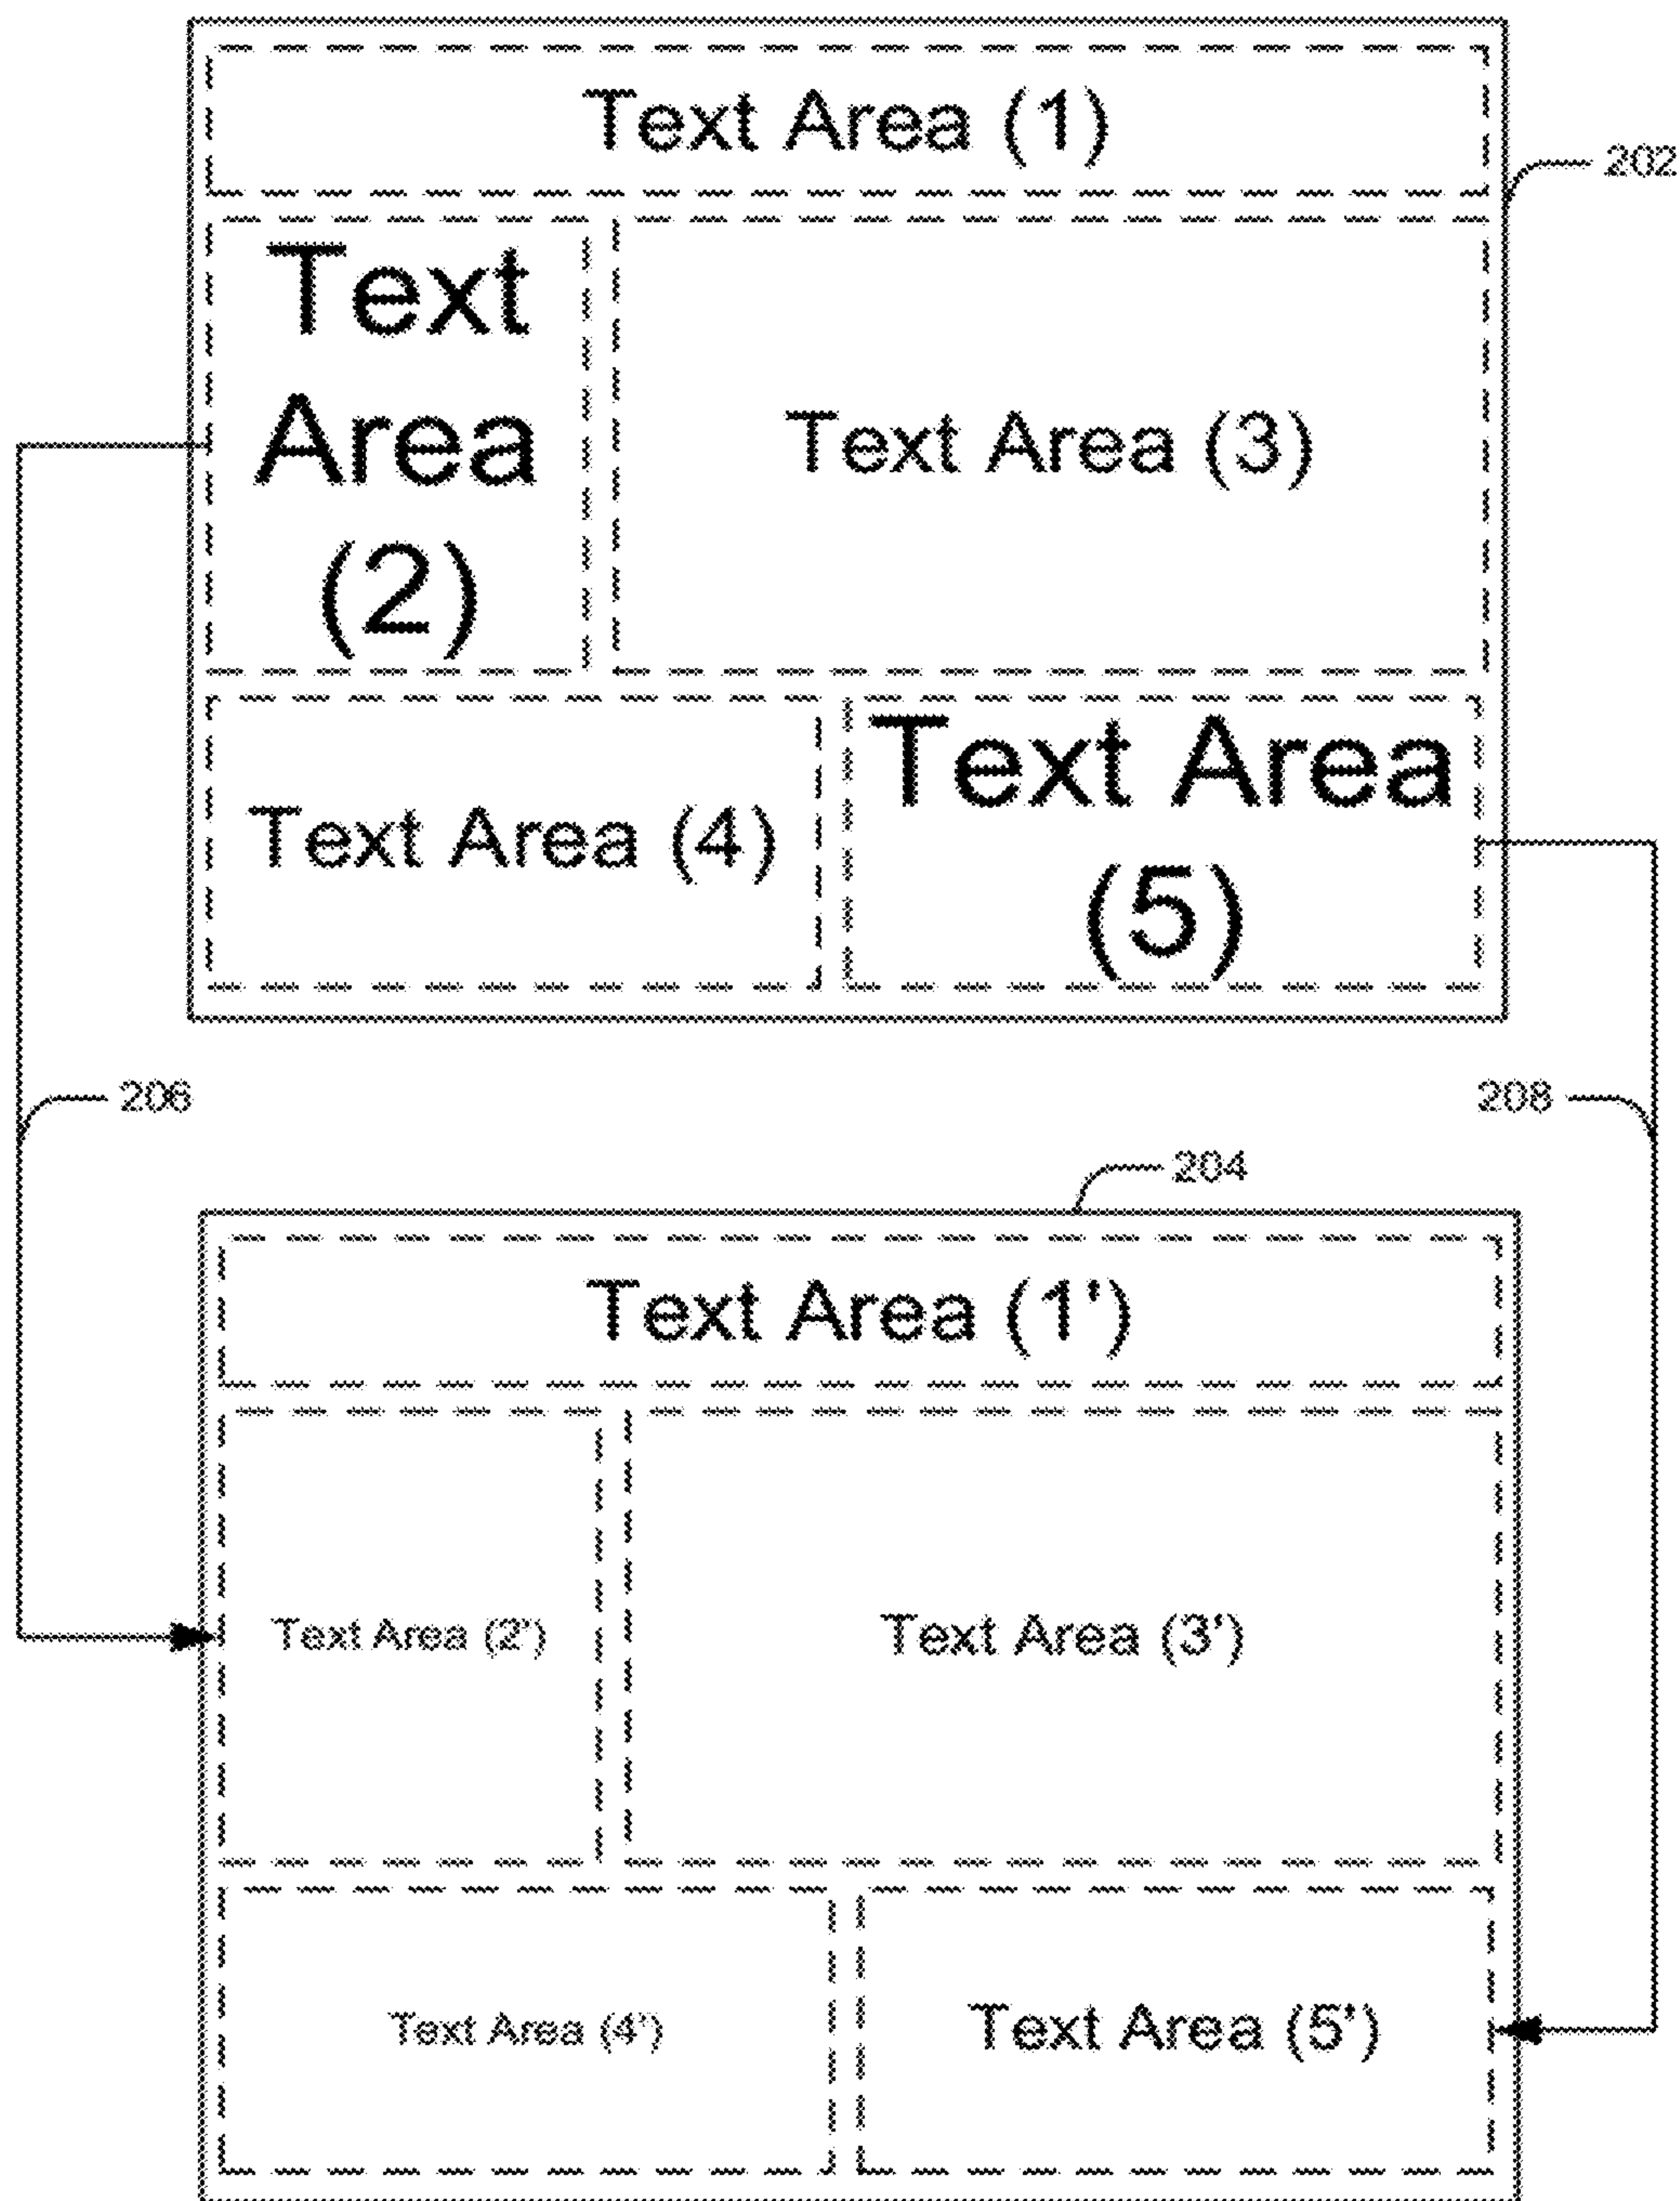 Text Area (1)
202
Text
Area
(2)
Text Area (3)
Text Area (4)
Text Area
(5)
206
208
204
Text Area (1')
Text Area (2')
Text Area (3')
Text Area (4')
Text Area (5')